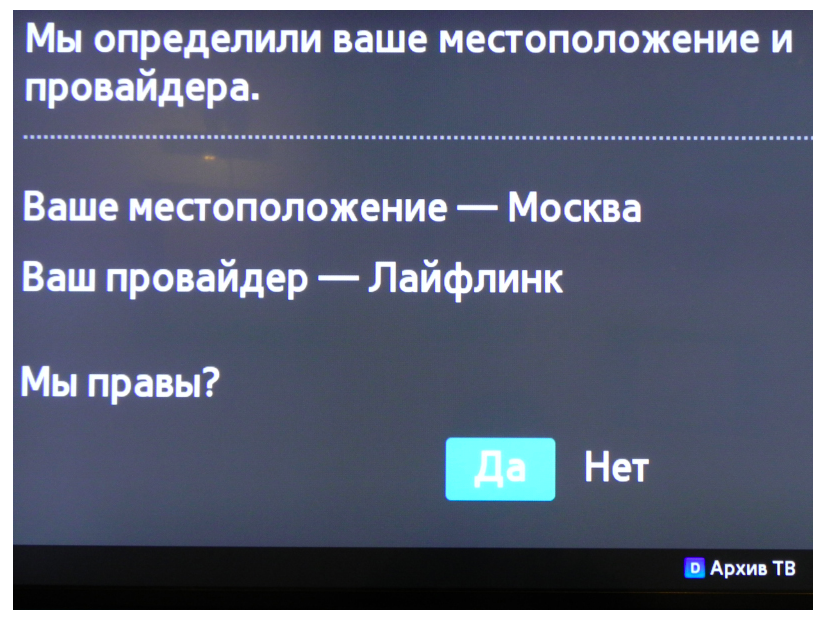 Мы определили ваше местоположение и
провайдера.
Ваше местоположение — Москва
Ваш провайдер — Лайфлинк
Мы правы?
Да Нет
D Архив ТВ